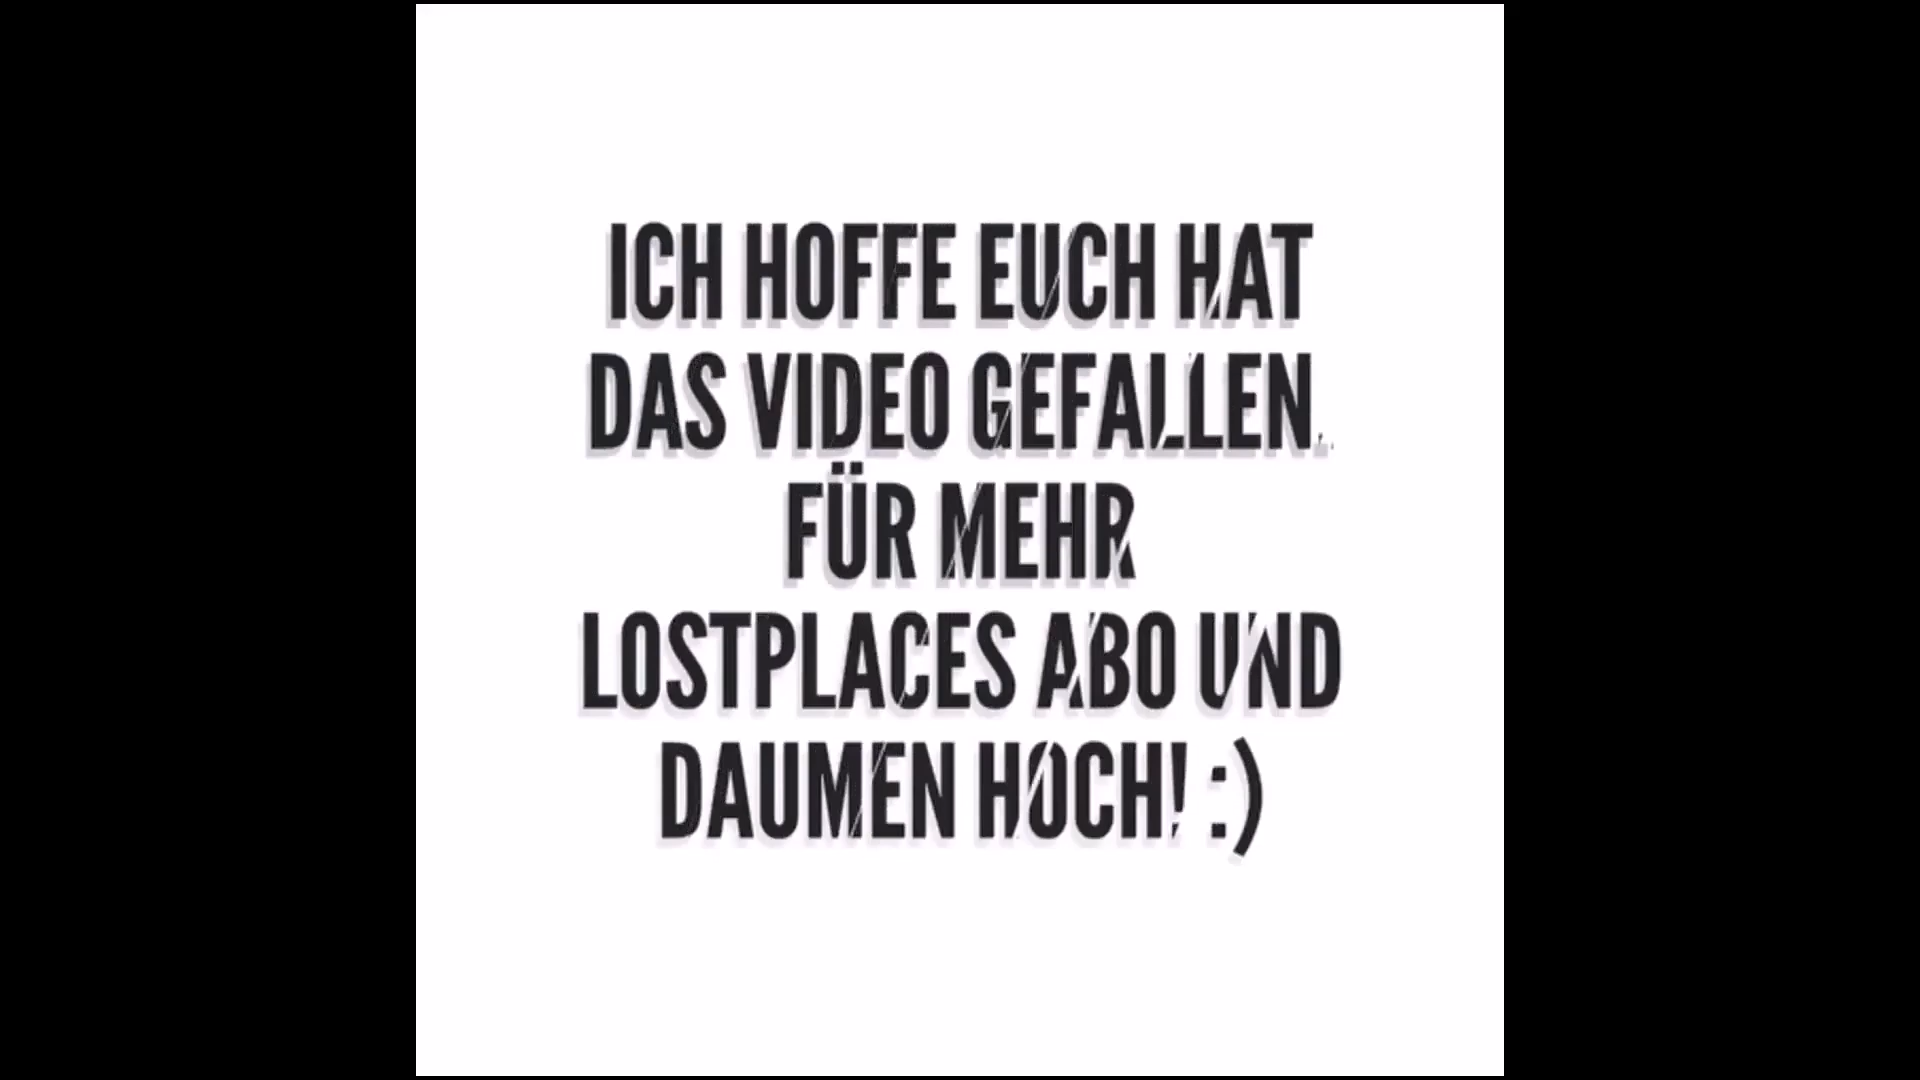 ICH HOFFE EUCH HAT
DAS VIDEO GEFALLEN.
FÜR MEHR
LOSTPLACES ABO UND
DAUMEN HOCH! :)